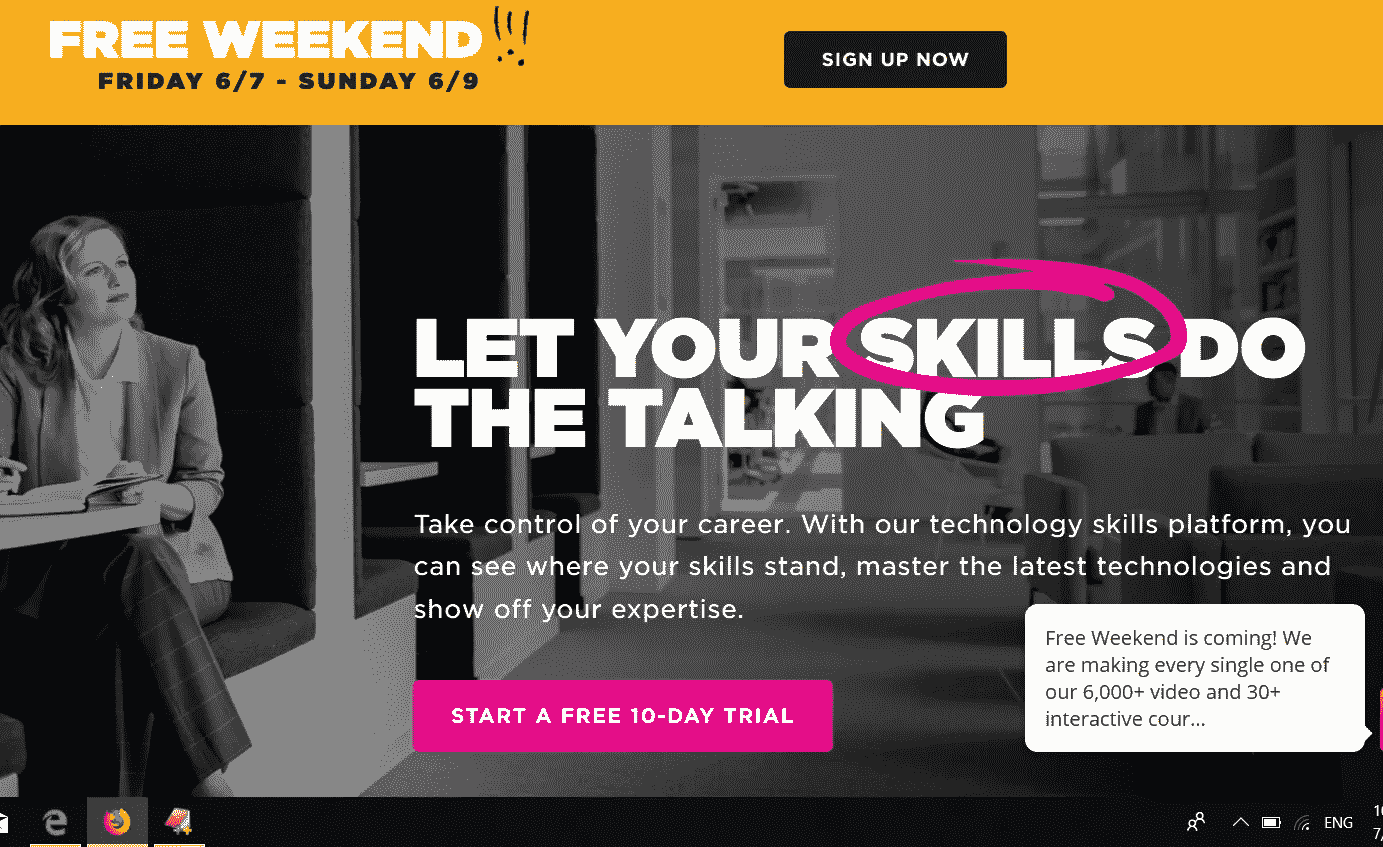 FREE WEEKEND!!!
FRIDAY 6/7 - SUNDAY 6/9
SIGN UP NOW
LET YOUR SKILLS DO
THE TALKING
Take control of your career. With our technology skills platform, you
can see where your skills stand, master the latest technologies and
show off your expertise.
START A FREE 10-DAY TRIAL
Free Weekend is coming! We
are making every single one of
our 6,000+ video and 30+
interactive cour...
ENG